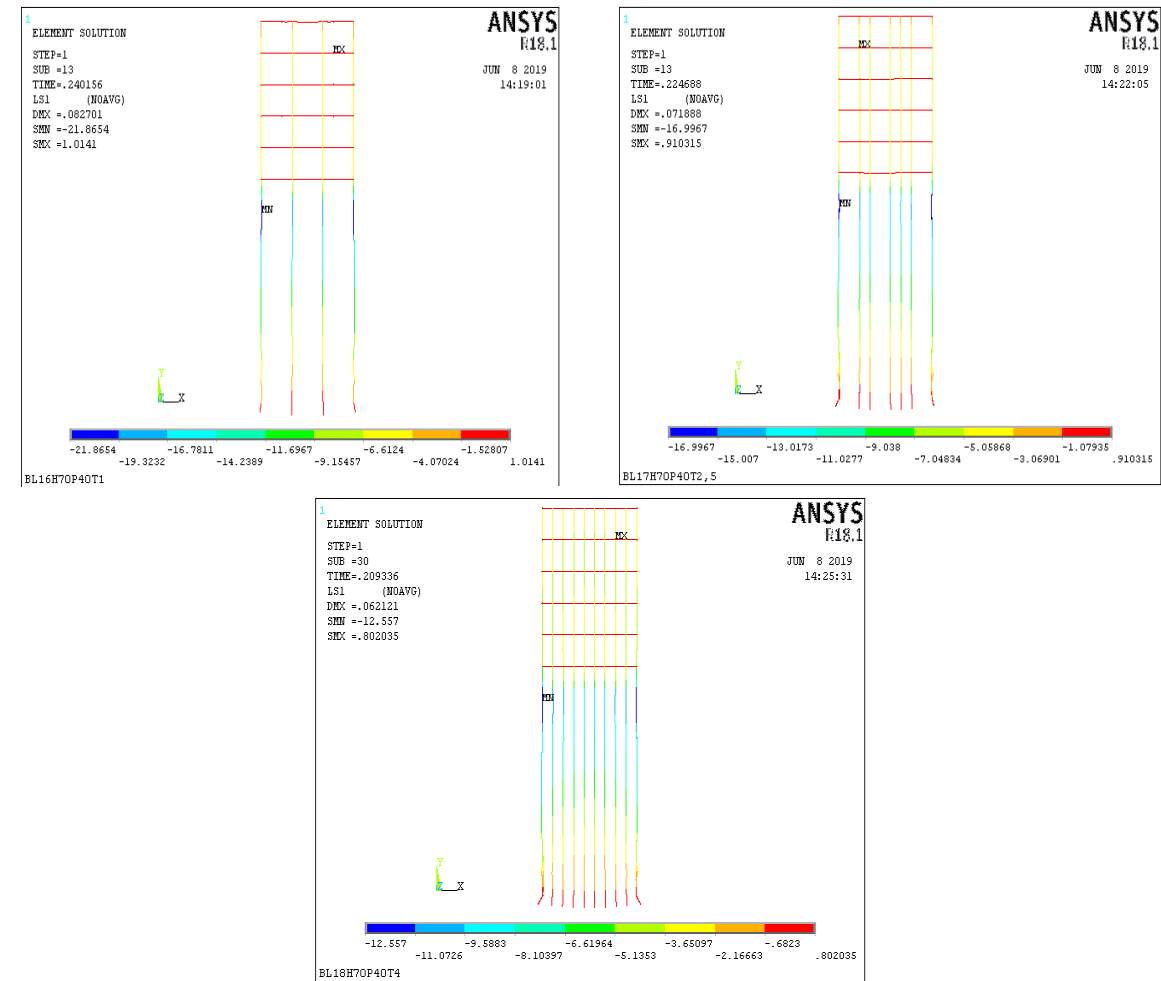 1
ELEMENT SOLUTION
STEP=1
SUB =13
TIME=.240156
LS1 (NOAVG)
DMX =.082701
SMN =-21.8654
SMX =1.0141
ANSYS
R18.1
JUN 8 2019
14:19:01
MX
MN
Y
Z X
-21.8654 -16.7811 -11.6967 -6.6124 -1.52807
-19.3232 -14.2389 -9.15457 -4.07024 1.0141
BL16H70P40T1
1
ELEMENT SOLUTION
STEP=1
SUB =13
TIME=.224688
LS1 (NOAVG)
DMX =.071888
SMN =-16.9967
SMX =.910315
ANSYS
R18.1
JUN 8 2019
14:22:05
MX
MN
Y
Z X
-16.9967 -13.0173 -9.038 -5.05868 -1.07935
-15.007 -11.0277 -7.04834 -3.06901 .910315
BL17H70P40T2,5
1
ELEMENT SOLUTION
STEP=1
SUB =30
TIME=.209336
LS1 (NOAVG)
DMX =.062121
SMN =-12.557
SMX =.802035
ANSYS
R18.1
JUN 8 2019
14:25:31
MX
MN
Y
Z X
-12.557 -9.5883 -6.61964 -3.65097 -.6823
-11.0726 -8.10397 -5.1353 -2.16663 .802035
BL18H70P40T4